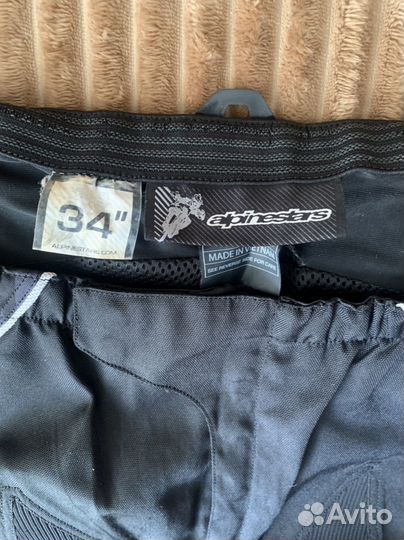 34"
ALPINESTARS.COM
alpinestars
MADE IN VIETNAM
SEE REVERSE SIDE FOR CARE
Avito